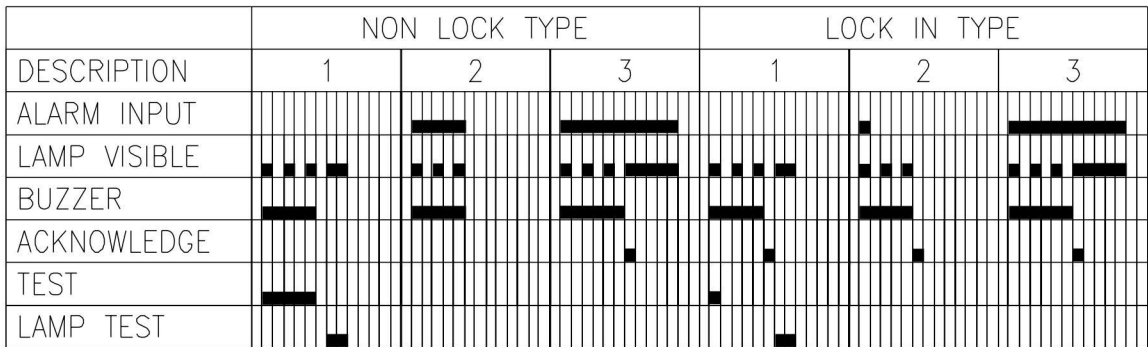 NON LOCK TYPE LOCK IN TYPE
DESCRIPTION 1 2 3 1 2 3
ALARM INPUT
LAMP VISIBLE
BUZZER
ACKNOWLEDGE
TEST
LAMP TEST